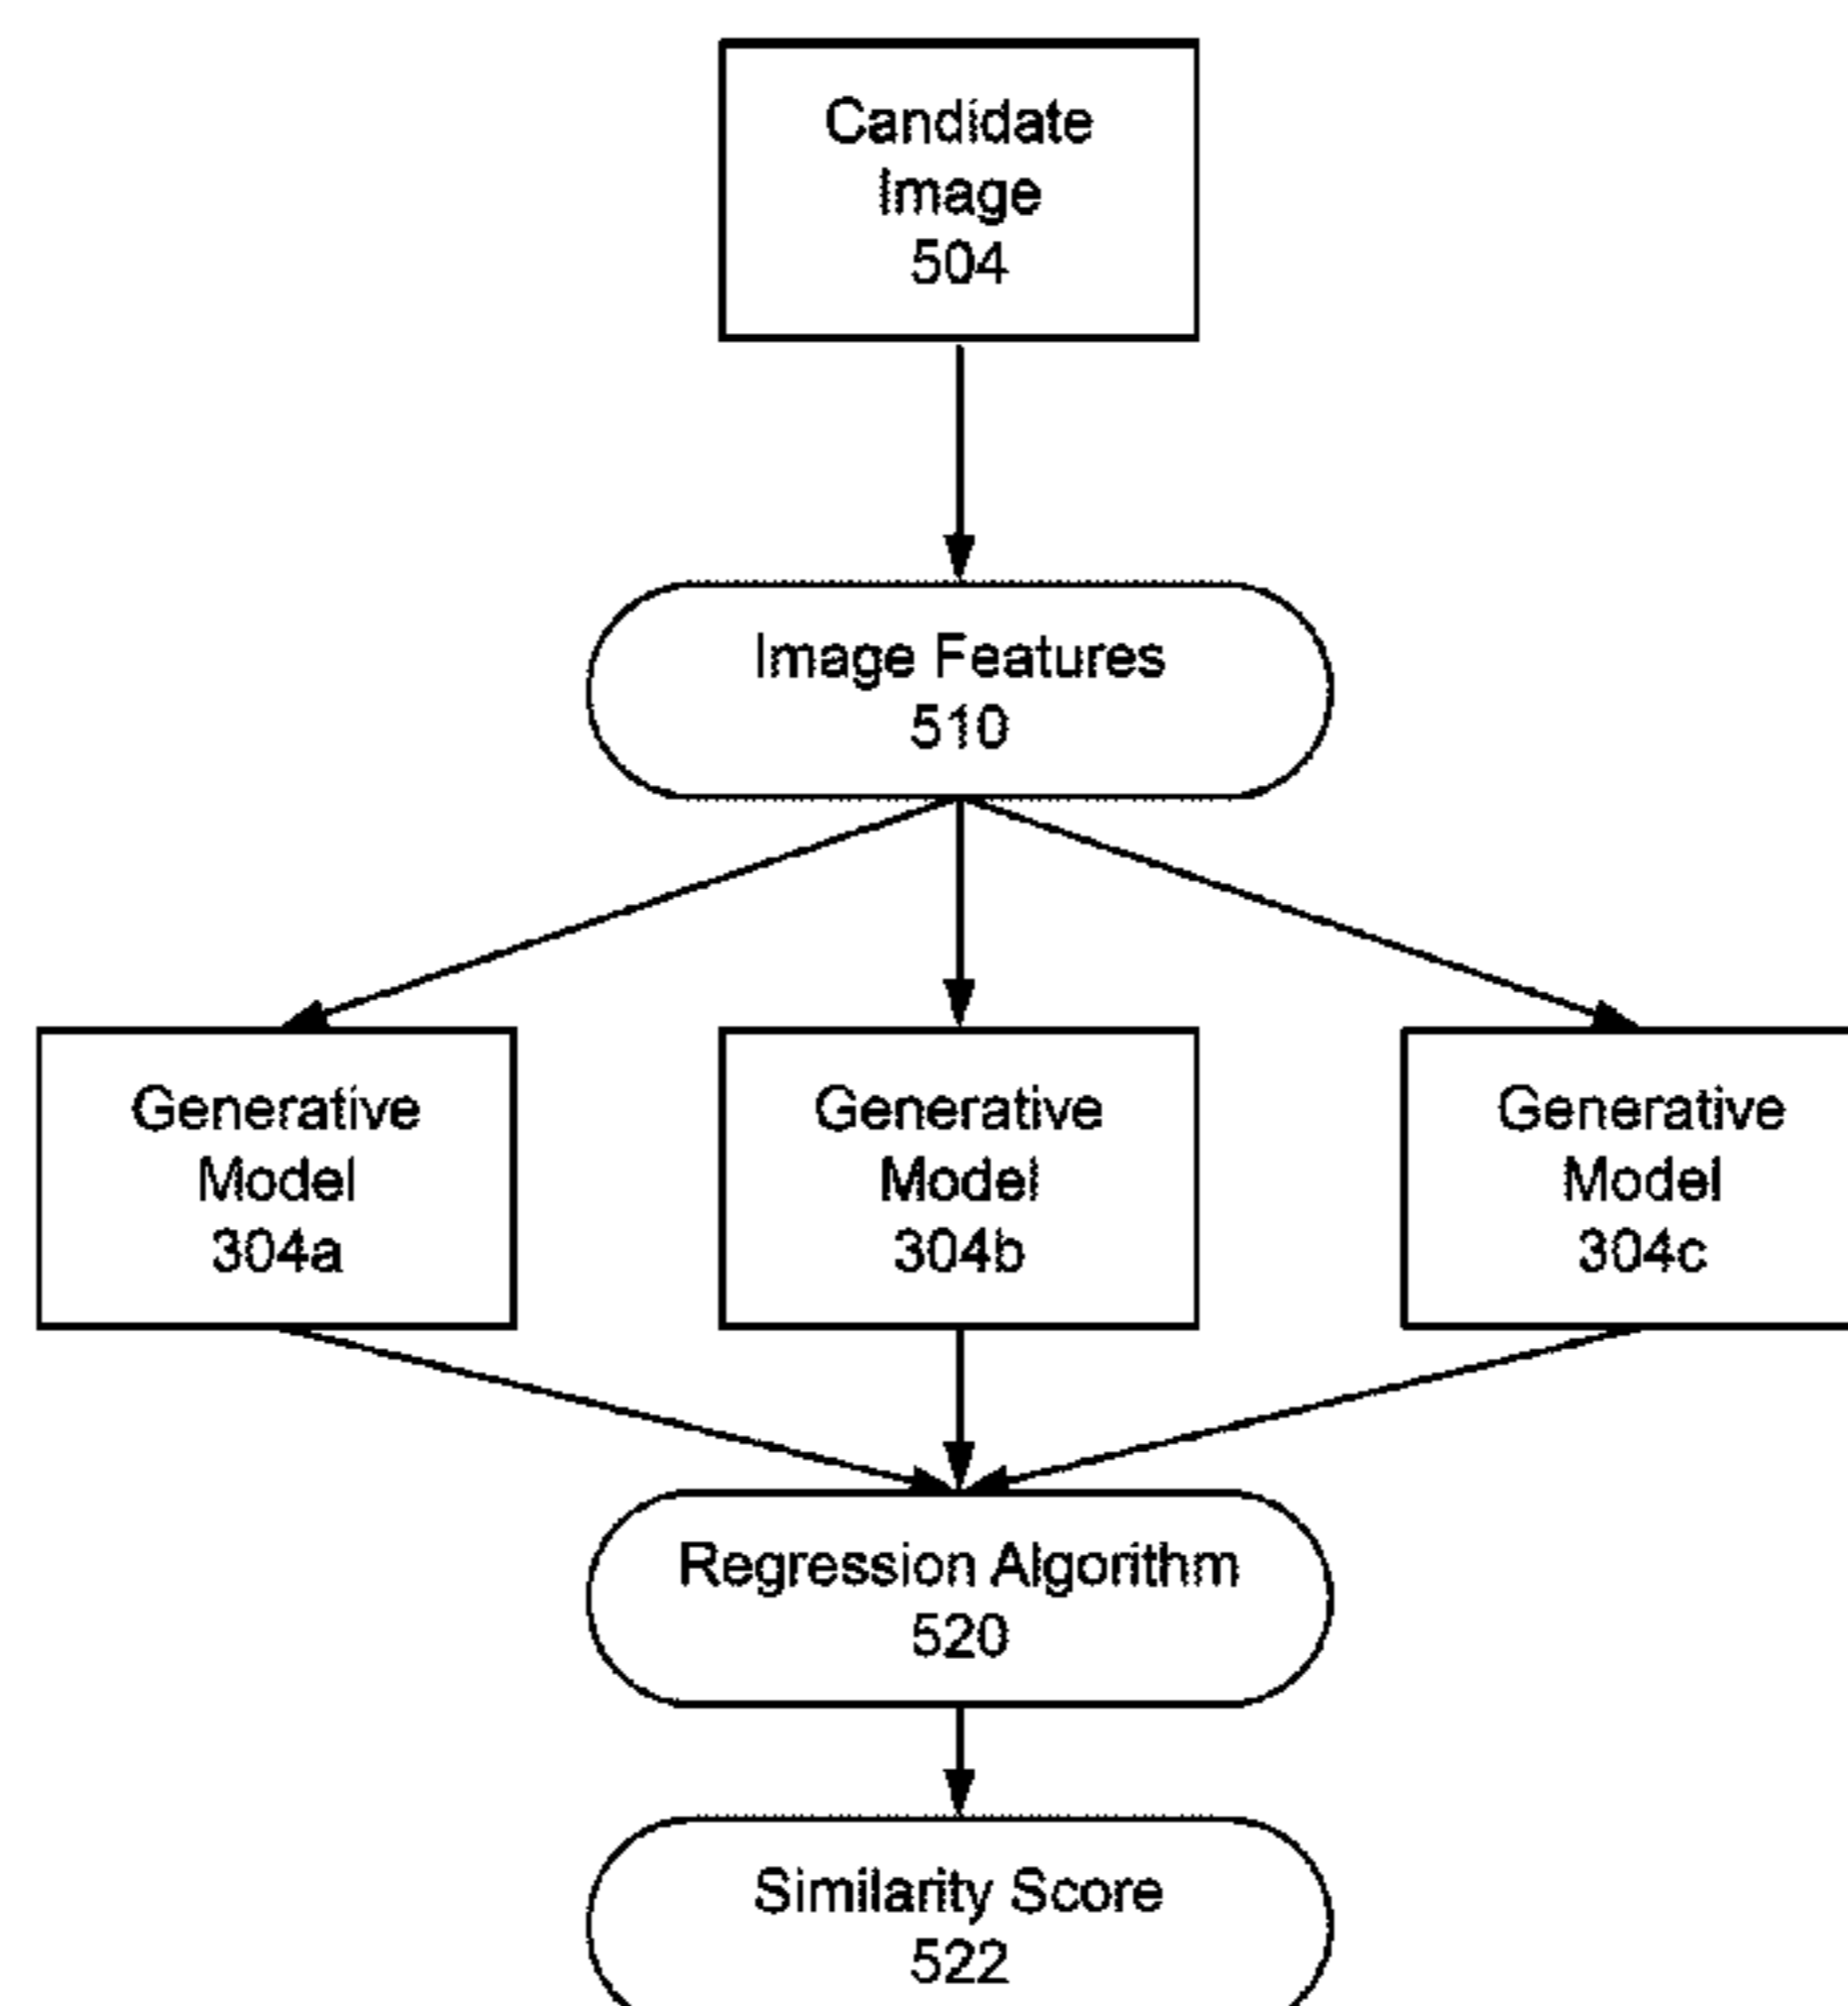 Candidate
Image
504
Image Features
510
Generative
Model
304a
Generative
Model
304b
Generative
Model
304c
Regression Algorithm
520
Similarity Score
522